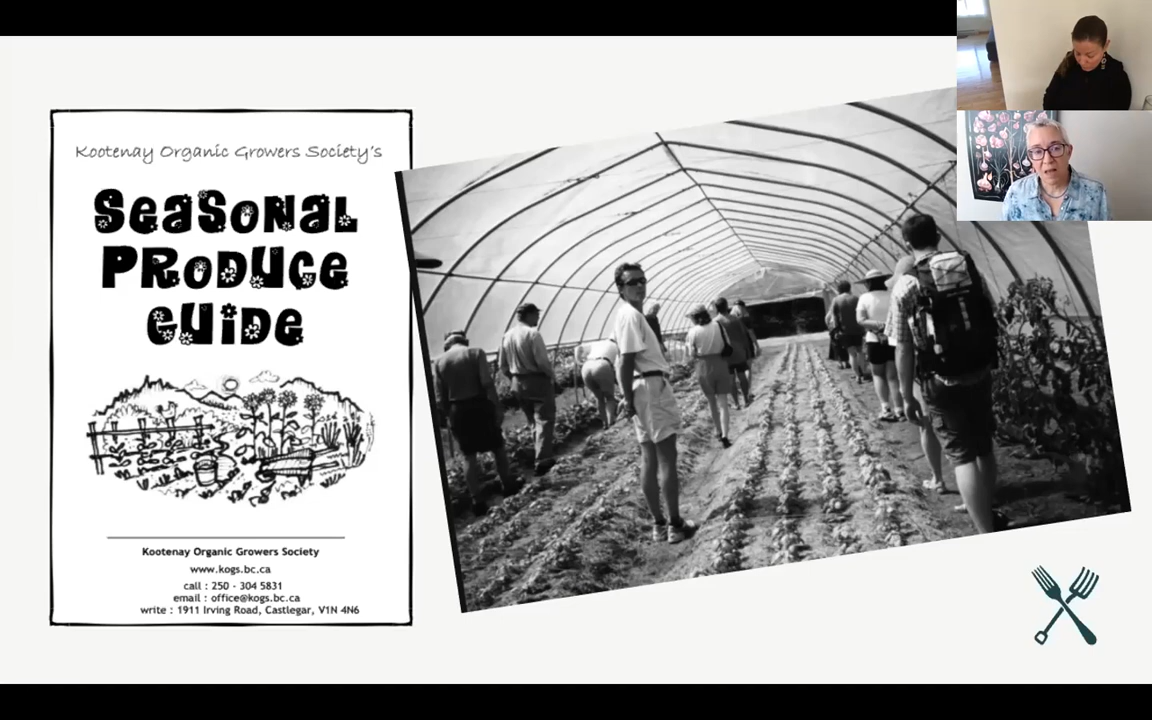 Kootenay Organic Growers Society's
SEASONAL
PRODUCE
GUIDE
Kootenay Organic Growers Society
www.kogs.bc.ca
call : 250 - 304 5831
email : office@kogs.bc.ca
write : 1911 Irving Road, Castlegar, V1N 4N6